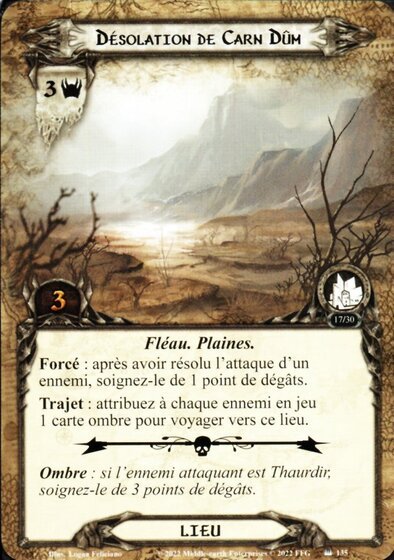 Désolation de Carn Dûm
3
3
17/30
Fléau. Plaines.
Forcé : après avoir résolu l'attaque d'un
ennemi, soignez-le de 1 point de dégâts.
Trajet : attribuez à chaque ennemi en jeu
1 carte ombre pour voyager vers ce lieu.
Ombre : si l'ennemi attaquant est Thaurdir,
soignez-le de 3 points de dégâts.
LIEU
Illus. Logan Feliciano 2022 Middle-earth Enterprises © 2022 FFG 135